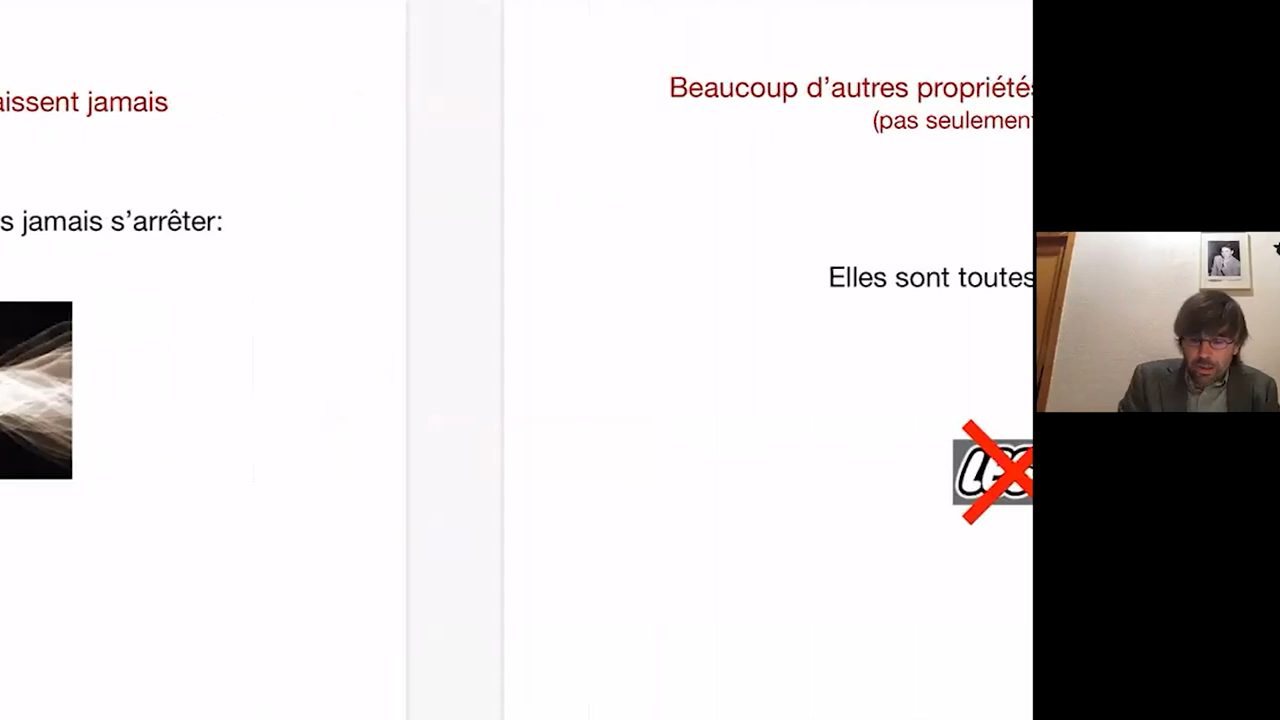 aissent jamais
s jamais s’arrêter:
Beaucoup d’autres propriétés
(pas seulement
Elles sont toutes